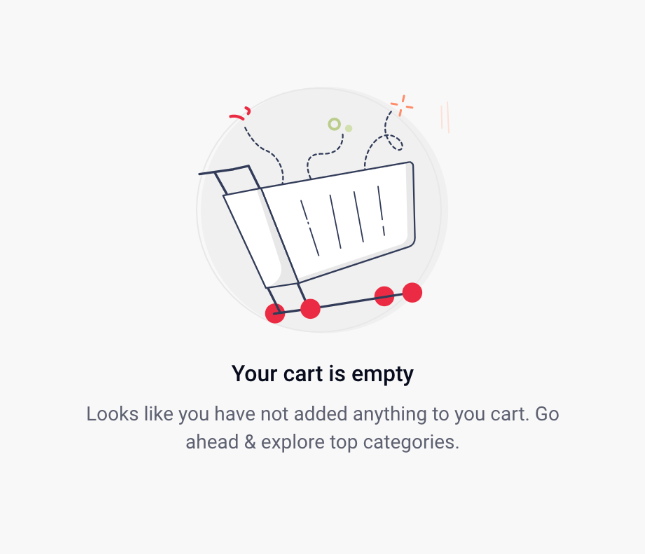 Your cart is empty
Looks like you have not added anything to you cart. Go
ahead & explore top categories.